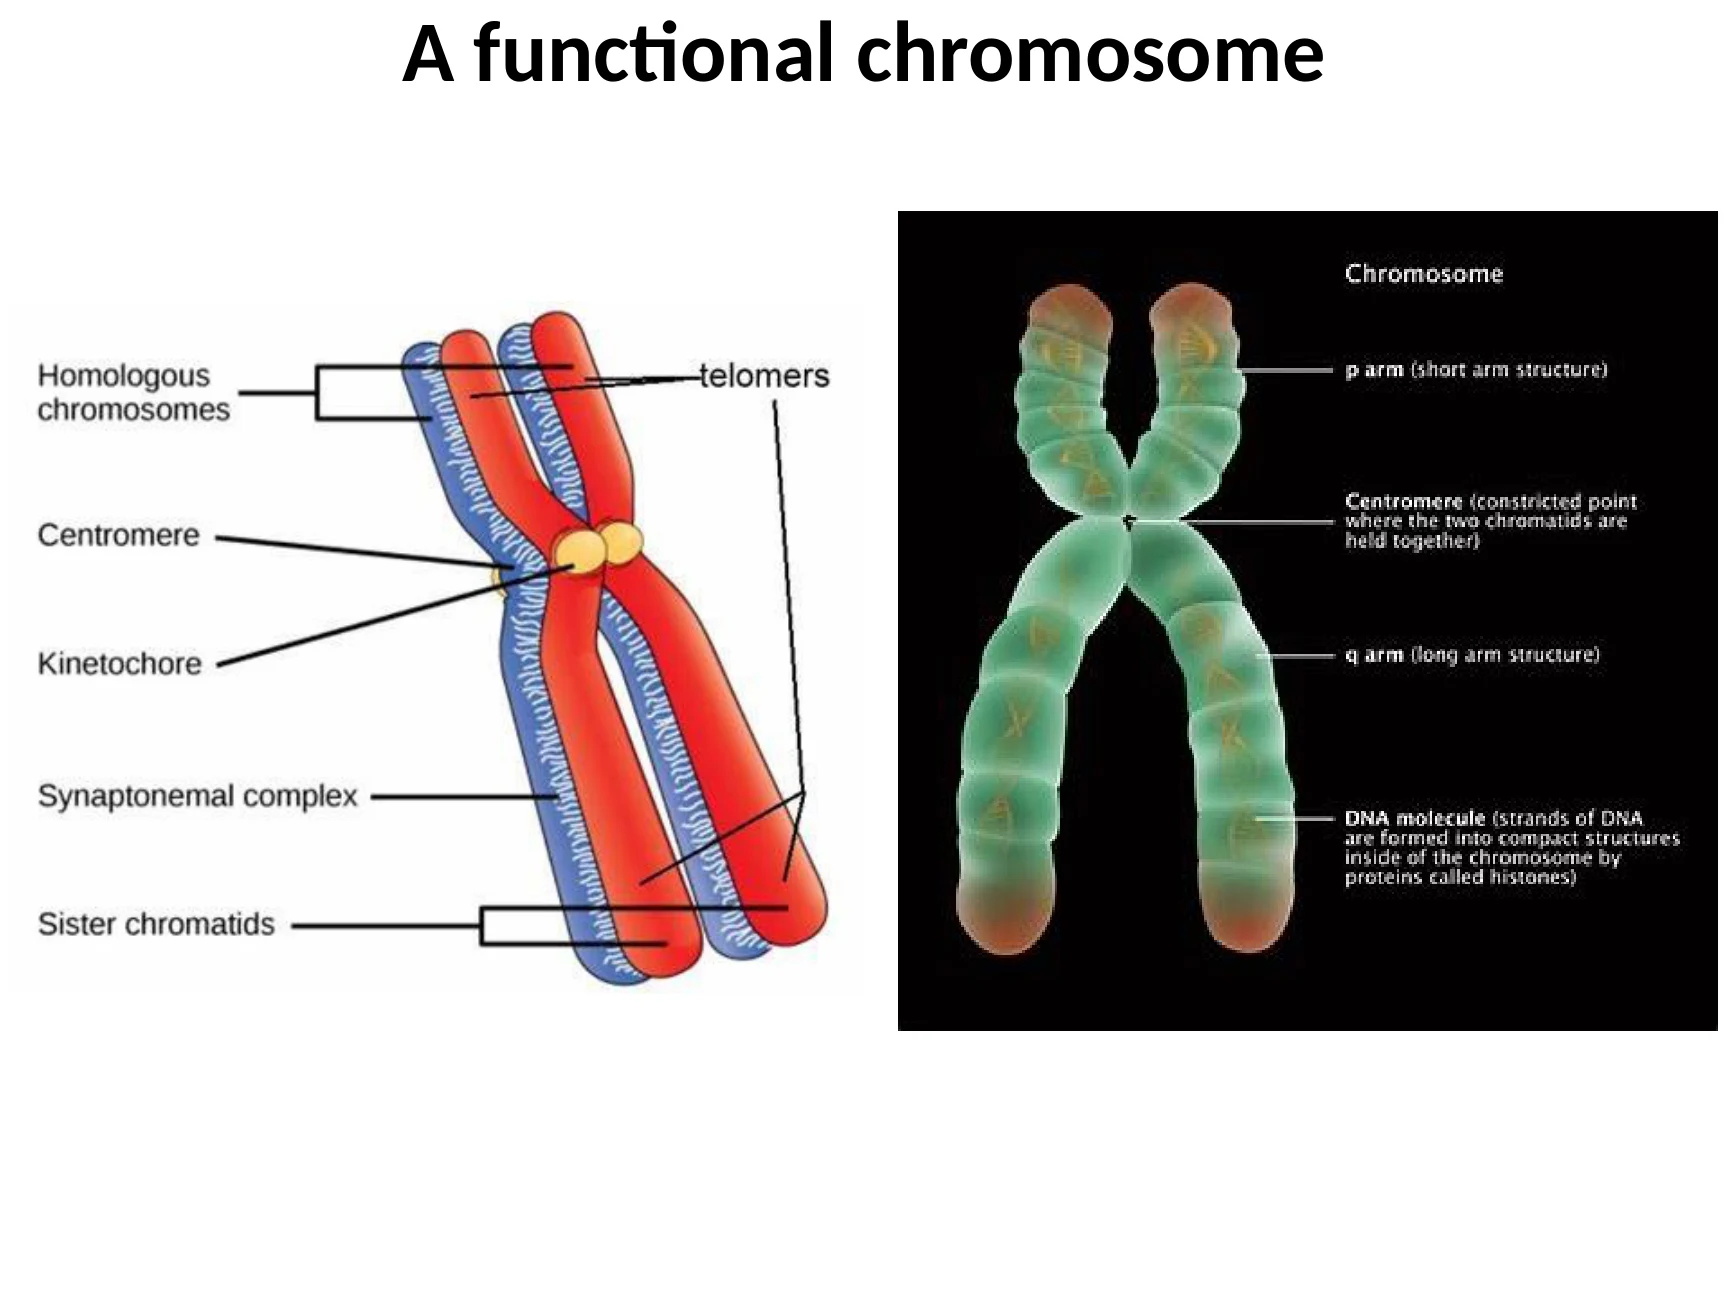 A functional chromosome
Homologous
chromosomes
telomers
Centromere
Kinetochore
Synaptonemal complex
Sister chromatids
Chromosome
p arm (short arm structure)
Centromere (constricted point
where the two chromatids are
held together)
q arm (long arm structure)
DNA molecule (strands of DNA
are formed into compact structures
inside of the chromosome by
proteins called histones)